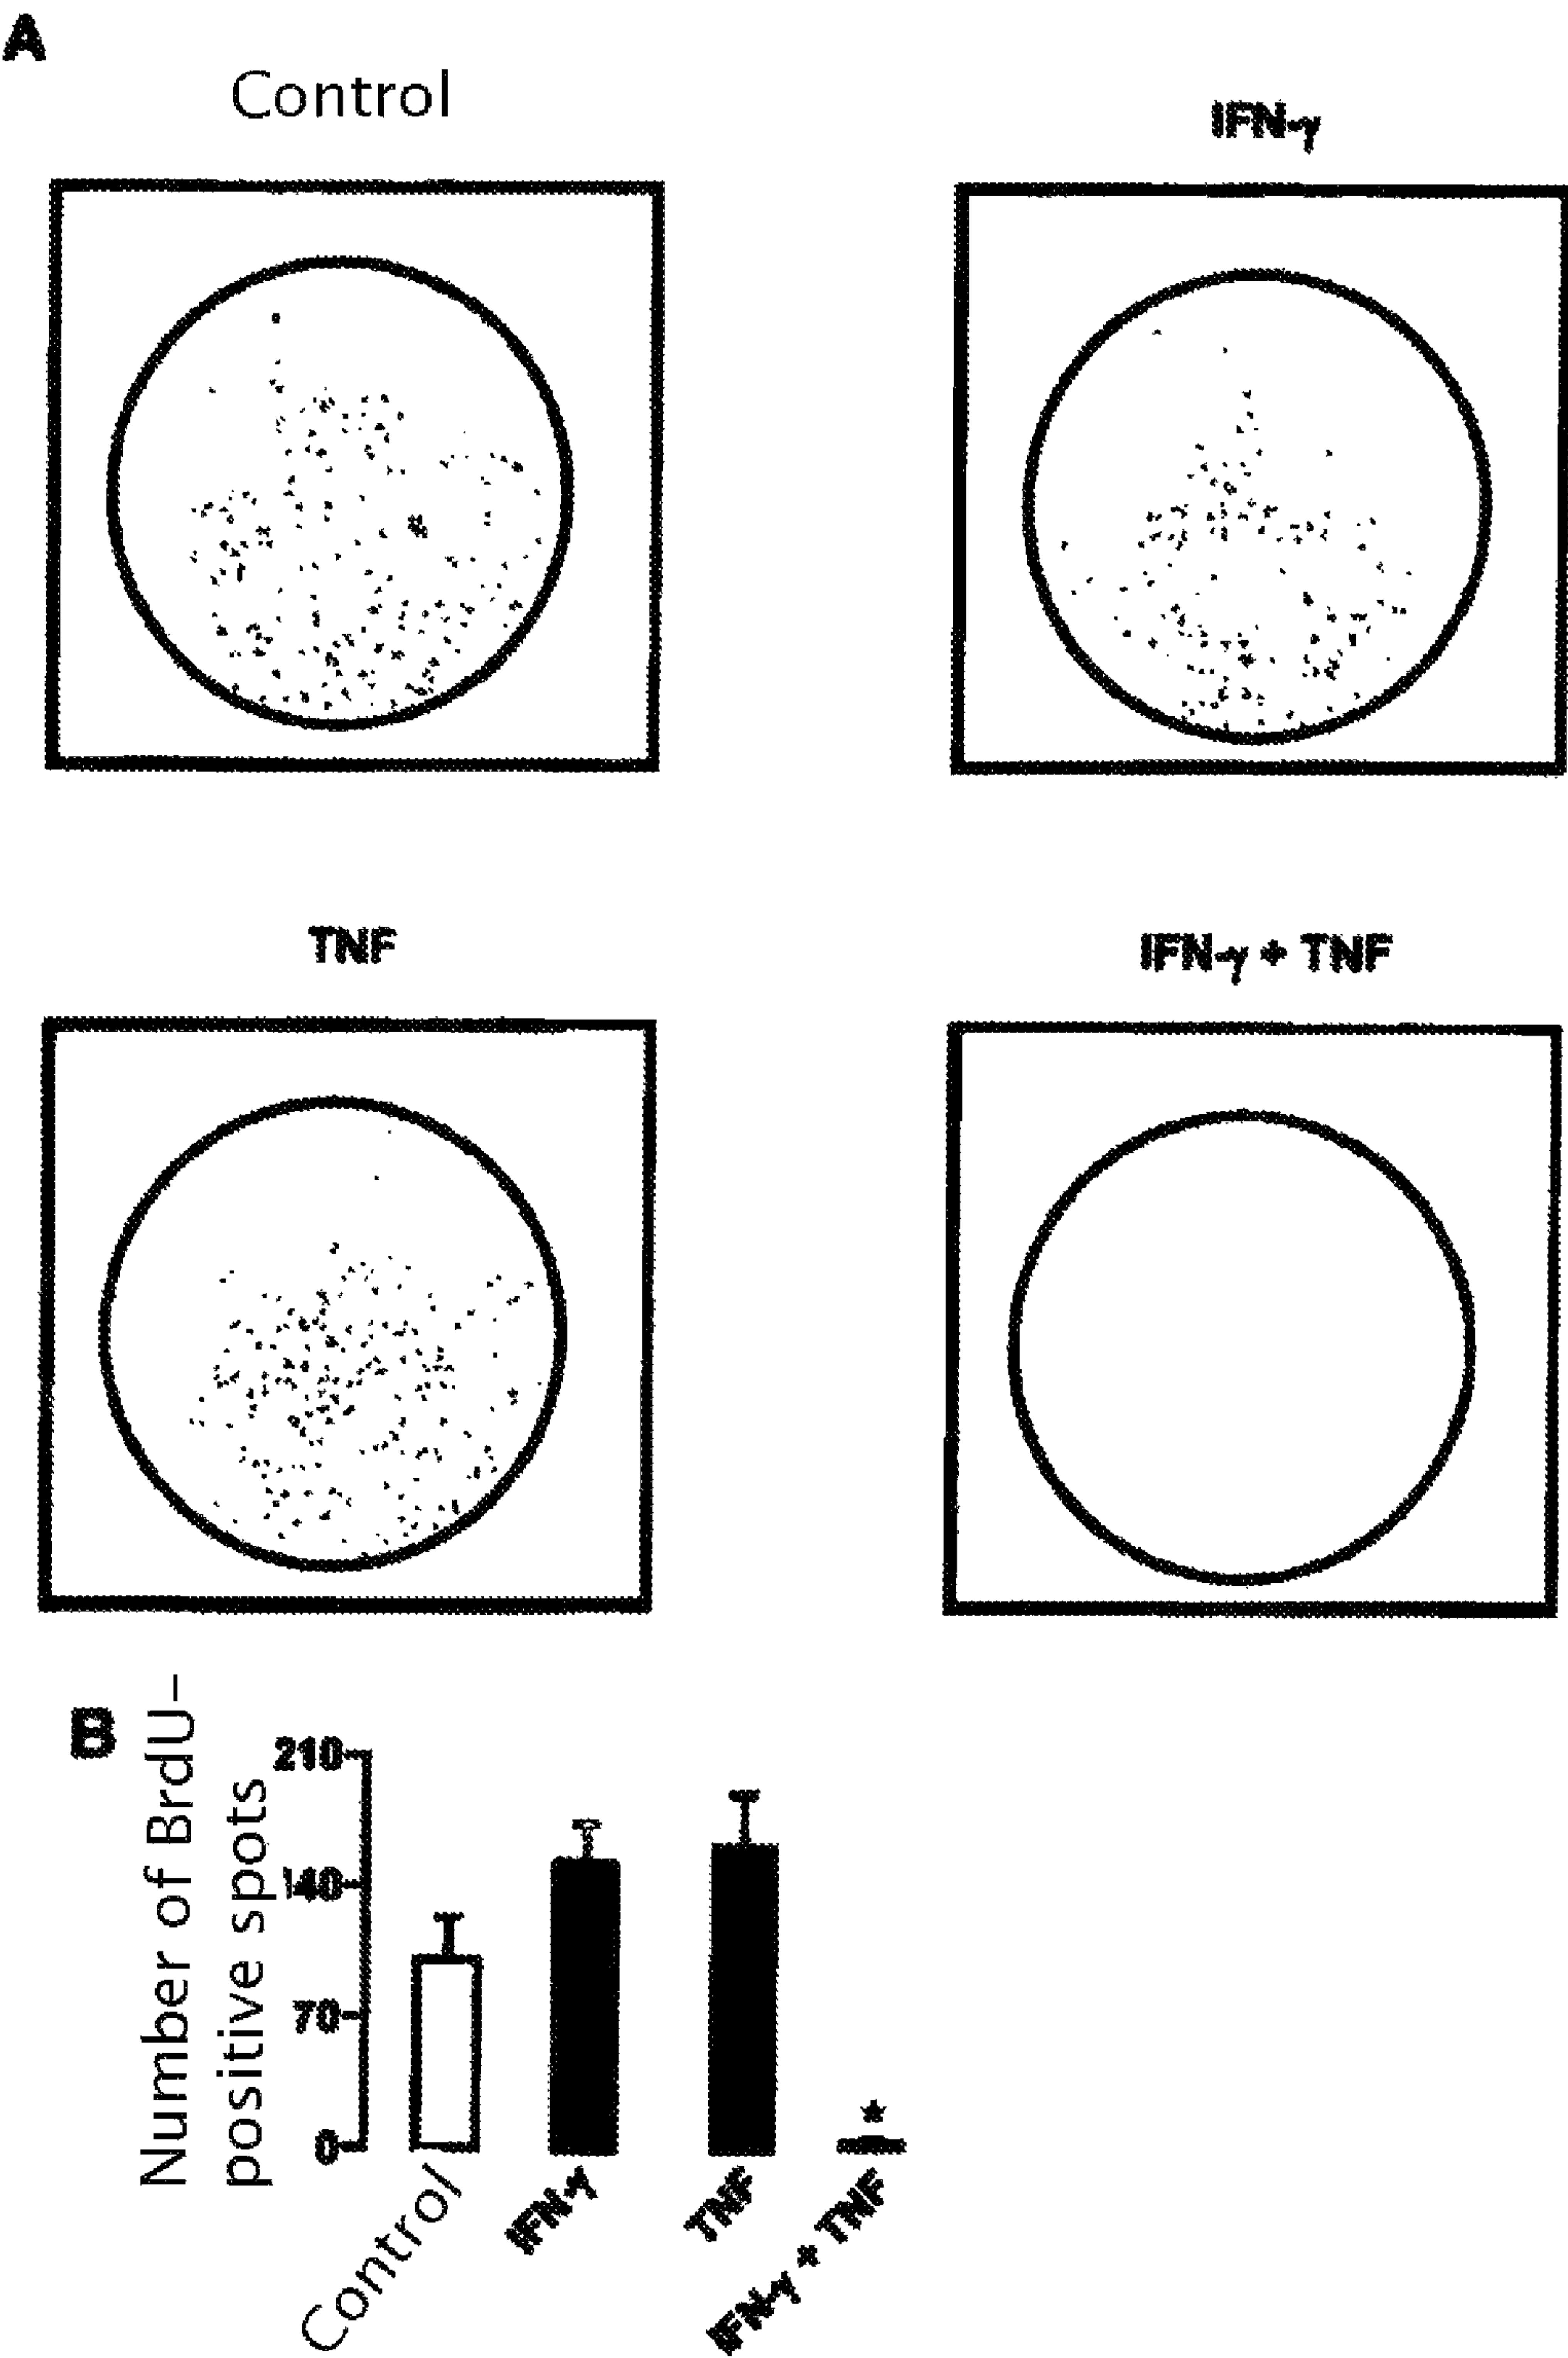 A
Control
IFN-γ
TNF
IFN-γ + TNF
B
Number of BrdU-
positive spots
210
140
70
0
Control
IFN-γ
TNF
IFN-γ + TNF
*